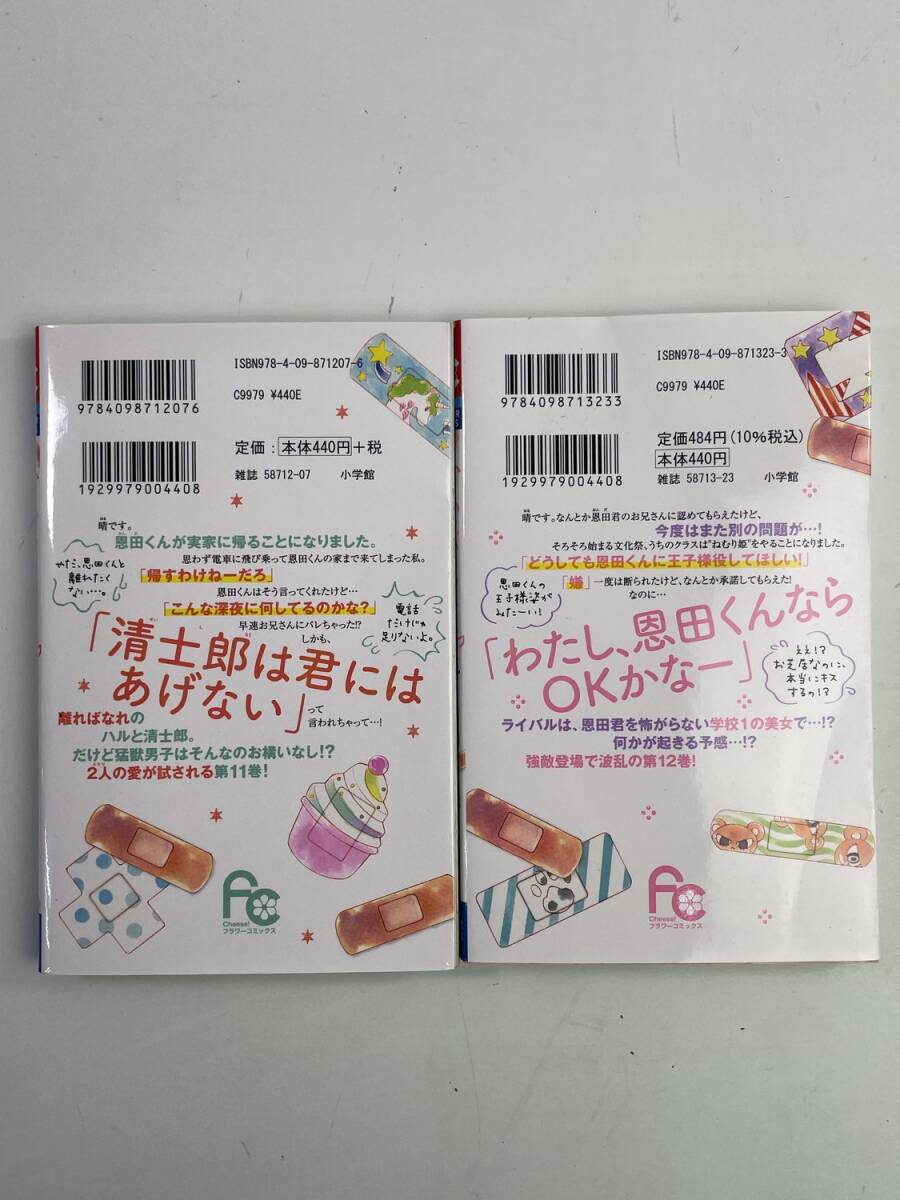 ISBN978-4-09-871207-6
C9979 ¥440E
9784098712076
定価：本体440円＋税
雑誌 58712-07 小学館
1929979004408
晴です。
恩田くんが実家に帰ることになりました。
やだ、恩田くんと
離れたく
ない…。
思わず電車に飛び乗って恩田くんの家まで来てしまった私。
「帰すわけねーだろ」
恩田くんはそう言ってくれたけど…
「こんな深夜に何してるのかな？」
早速お兄さんにバレちゃった!?
しかも、
電話
だけじゃ
足りないよ。
「清士郎は君には
あげない」って
言われちゃって…!
離ればなれの
ハルと清士郎。
だけど猛獣男子はそんなのお構いなし!?
2人の愛が試される第11巻!
FC
Cheese!
フラワーコミックス
ISBN978-4-09-871323-3
C9979 ¥440E
9784098713233
定価484円（10%税込）
本体440円
雑誌 58713-23 小学館
1929979004408
晴です。なんとか恩田君のお兄さんに認めてもらえたけど、
今度はまた別の問題が…!
そろそろ始まる文化祭、うちのクラスは“ねむり姫”をやることになりました。
「どうしても恩田くんに王子様役してほしい!」
「嫌」一度は断られたけど、なんとか承諾してもらえた!
なのに…
恩田くんの
王子様姿が
みたーい!
「わたし、恩田くんなら
OKかなー」
ええ!?
お芝居なのに、
本当にキス
するの!?
ライバルは、恩田君を怖がらない学校1の美女で…!?
何かが起きる予感…!?
強敵登場で波乱の第12巻!
FC
Cheese!
フラワーコミックス